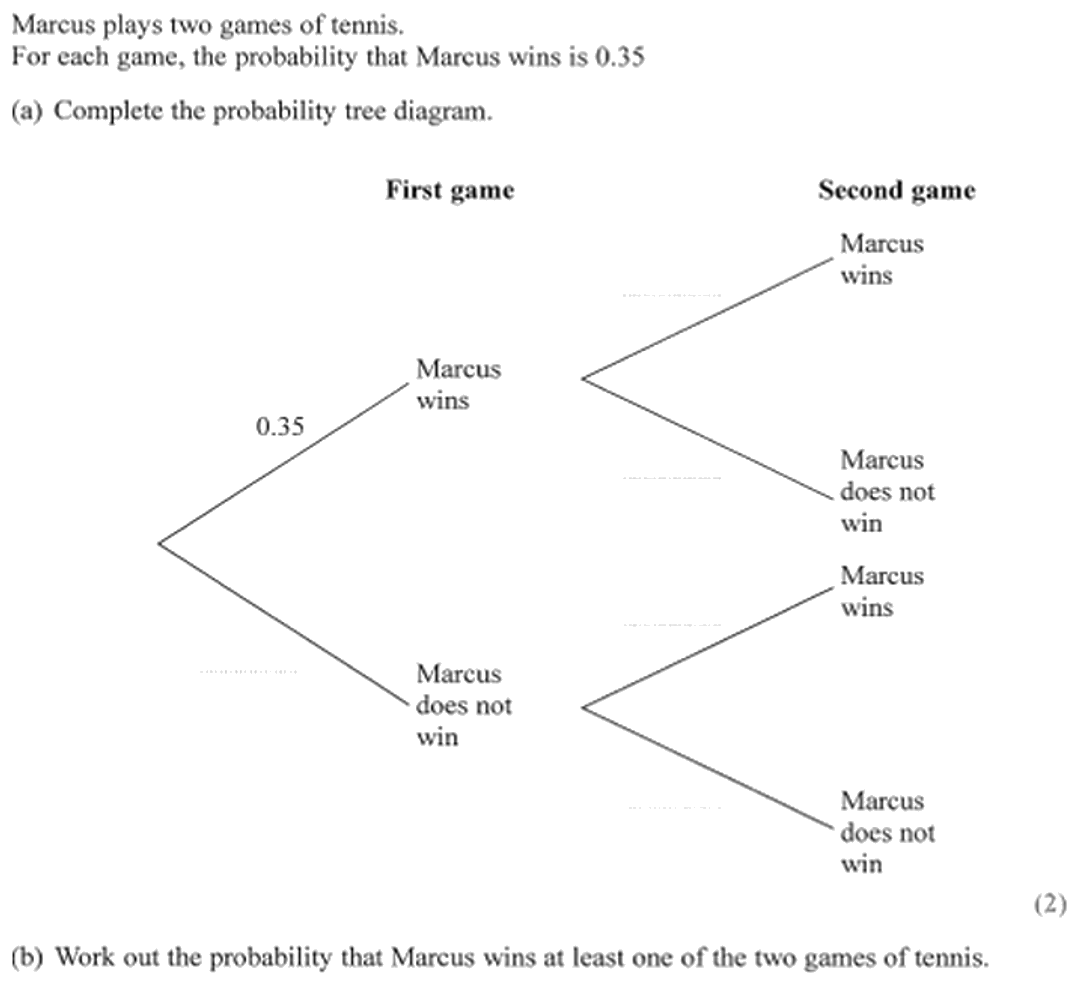 Marcus plays two games of tennis.
For each game, the probability that Marcus wins is 0.35
(a) Complete the probability tree diagram.
First game
Second game
Marcus
wins
Marcus
wins
0.35
Marcus
does not
win
Marcus
wins
Marcus
does not
win
Marcus
does not
win
(2)
(b) Work out the probability that Marcus wins at least one of the two games of tennis.